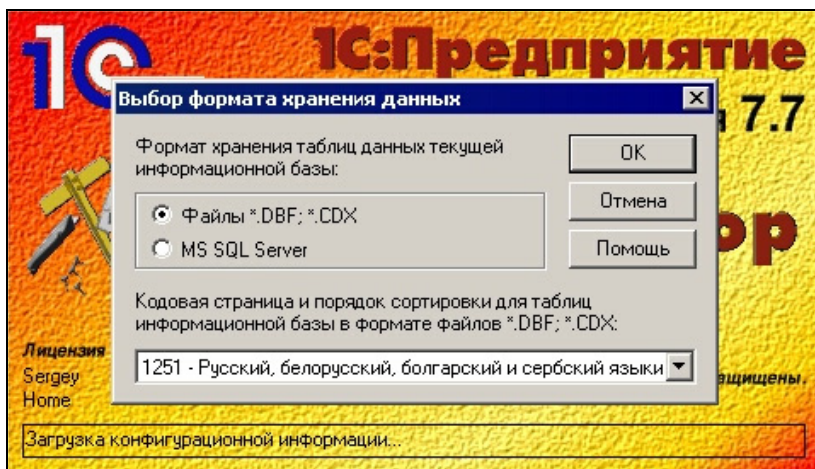 1С
1С:Предприятие
7.7
Выбор формата хранения данных
Формат хранения таблиц данных текущей
информационной базы:
Файлы *.DBF; *.CDX
MS SQL Server
OK
Отмена
Помощь
ор
Кодовая страница и порядок сортировки для таблиц
информационной базы в формате файлов *.DBF; *.CDX:
1251 - Русский, белорусский, болгарский и сербский языки
Лицензия
Sergey
Home
ащищены.
Загрузка конфигурационной информации...